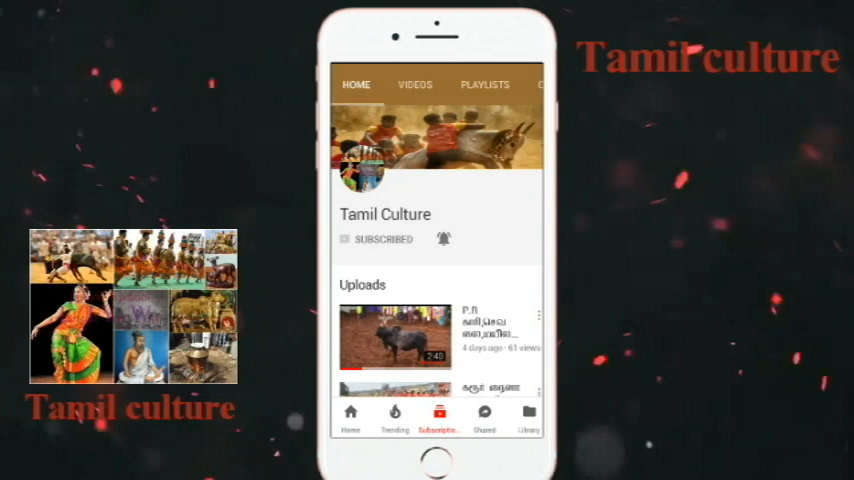 Tamil culture
HOME VIDEOS PLAYLISTS C
Tamil Culture
SUBSCRIBED
Uploads
2:40
4 days ago · 61 views
Home Trending Subscriptio.. Shared Library
Tamil culture